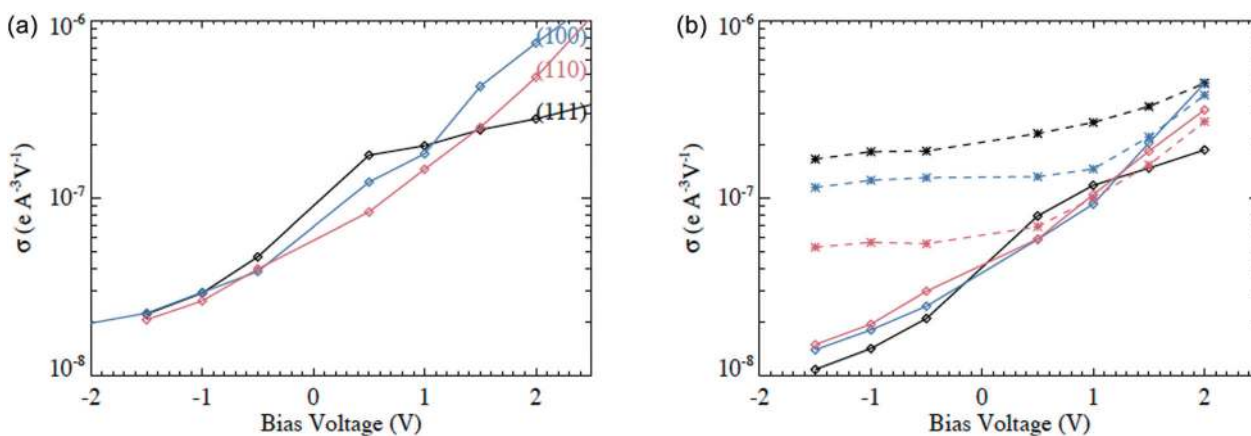 (a)
10⁻⁶
(100)
(110)
(111)
σ (e A⁻³V⁻¹)
10⁻⁷
10⁻⁸
-2 -1 0 1 2
Bias Voltage (V)
(b)
10⁻⁶
σ (e A⁻³V⁻¹)
10⁻⁷
10⁻⁸
-2 -1 0 1 2
Bias Voltage (V)